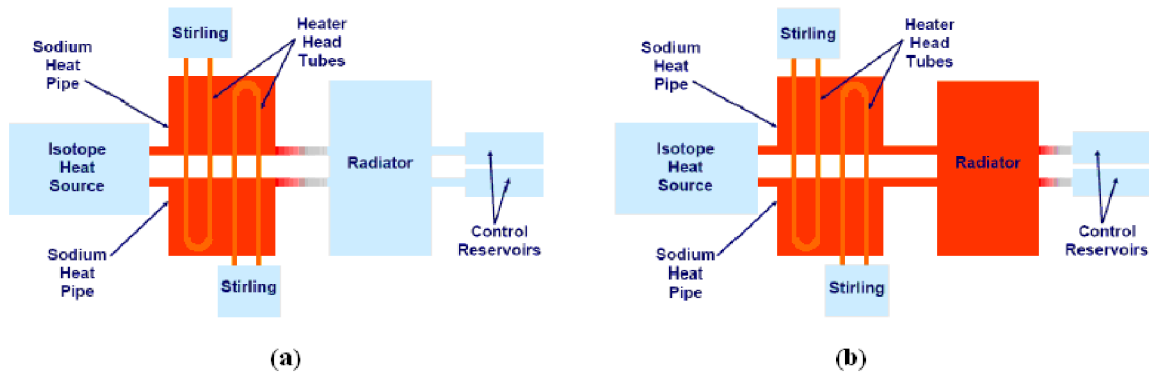 Stirling
Heater
Head
Tubes
Sodium
Heat
Pipe
Isotope
Heat
Source
Radiator
Control
Reservoirs
Sodium
Heat
Pipe
Stirling
(a)
Stirling
Heater
Head
Tubes
Sodium
Heat
Pipe
Isotope
Heat
Source
Radiator
Control
Reservoirs
Sodium
Heat
Pipe
Stirling
(b)